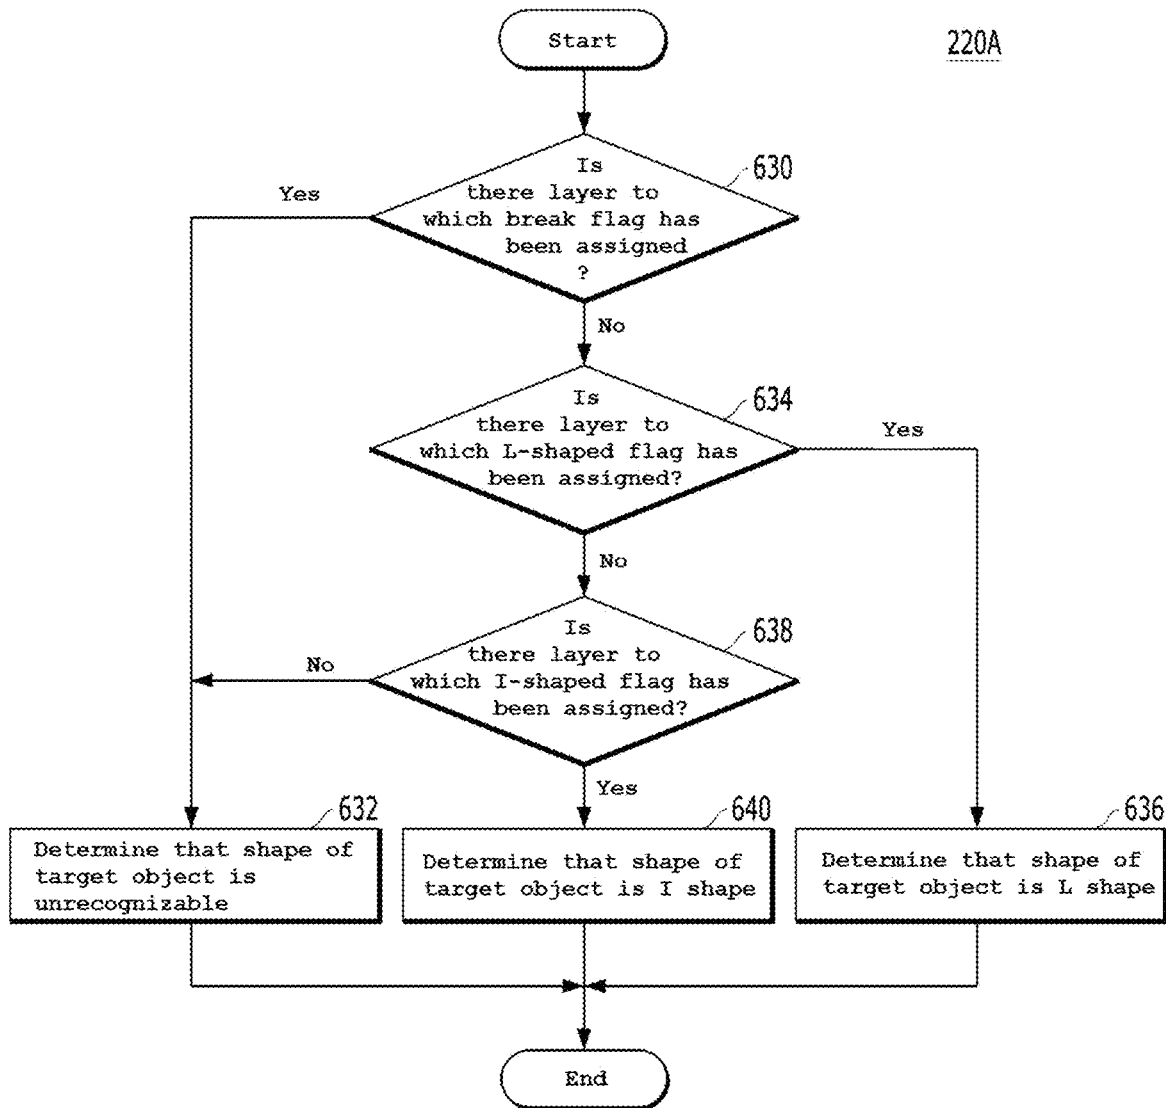 Start
220A
Is
there layer to
which break flag has
been assigned
?
630
Yes
No
Is
there layer to
which L-shaped flag has
been assigned?
634
Yes
No
Is
there layer to
which I-shaped flag has
been assigned?
638
No
Yes
632
Determine that shape of
target object is
unrecognizable
640
Determine that shape of
target object is I shape
636
Determine that shape of
target object is L shape
End